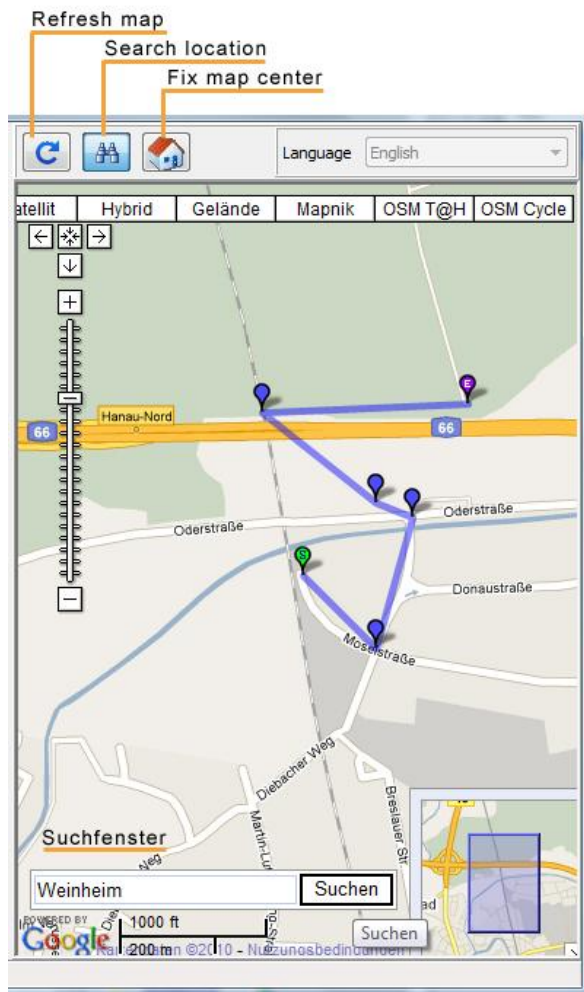 Refresh map
Search location
Fix map center
Language English
atellit Hybrid Gelände Mapnik OSM T@H OSM Cycle
E
Hanau-Nord
66
66
Oderstraße
Oderstraße
S
Donaustraße
Moselstraße
Diebacher Weg
Breslauer Str.
Suchfenster
Weinheim Suchen
POWERED BY
Google
1000 ft
200 m
©2010 - Nutzungsbedingungen
Suchen